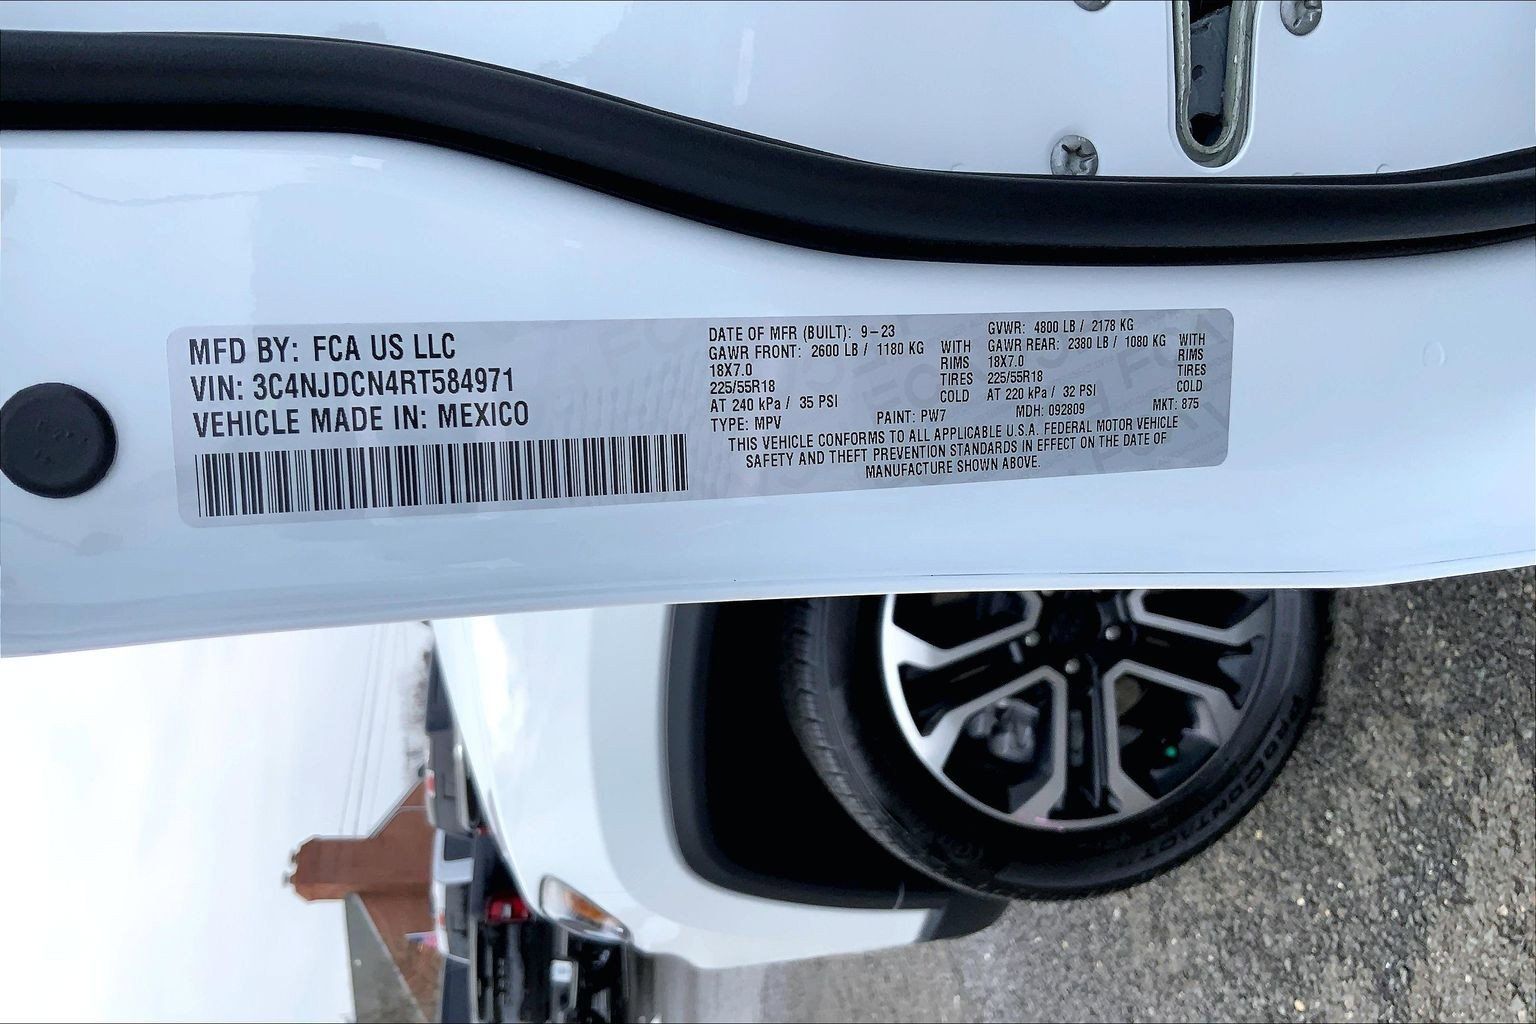 MFD BY: FCA US LLC
VIN: 3C4NJDCN4RT584971
VEHICLE MADE IN: MEXICO
DATE OF MFR (BUILT): 9-23
GAWR FRONT: 2600 LB / 1180 KG WITH
18X7.0 RIMS
225/55R18 TIRES
AT 240 kPa / 35 PSI COLD
TYPE: MPV PAINT: PW7
GVWR: 4800 LB / 2178 KG
GAWR REAR: 2380 LB / 1080 KG WITH
18X7.0 RIMS
225/55R18 TIRES
AT 220 kPa / 32 PSI COLD
MDH: 092809 MKT: 875
THIS VEHICLE CONFORMS TO ALL APPLICABLE U.S.A. FEDERAL MOTOR VEHICLE
SAFETY AND THEFT PREVENTION STANDARDS IN EFFECT ON THE DATE OF
MANUFACTURE SHOWN ABOVE.
PROCONTACT